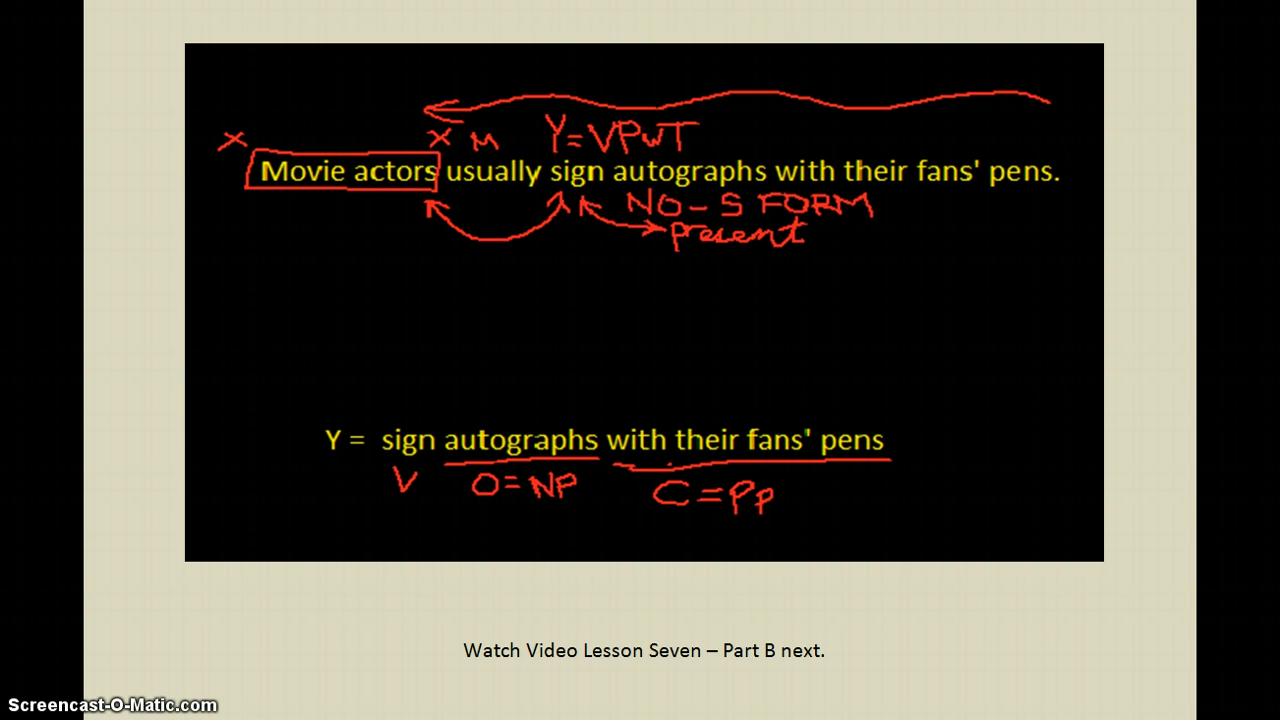 x x M Y=VPwT
Movie actors usually sign autographs with their fans' pens.
NO-S FORM
present
Y = sign autographs with their fans' pens
V O=NP C=Pp
Watch Video Lesson Seven – Part B next.
Screencast-O-Matic.com